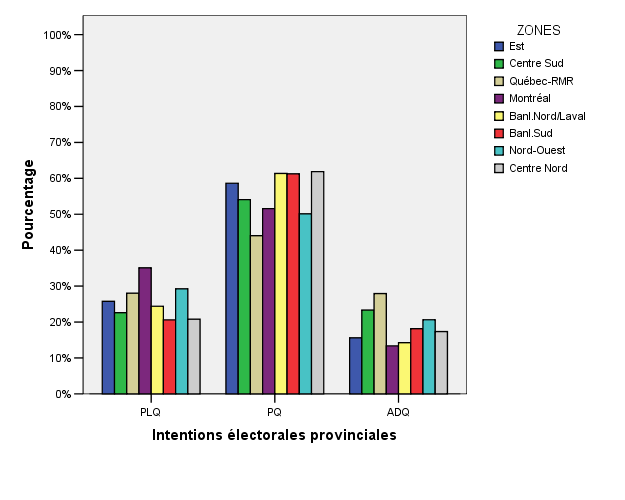 ZONES
Est
Centre Sud
Québec-RMR
Montréal
Banl.Nord/Laval
Banl.Sud
Nord-Ouest
Centre Nord
Pourcentage
100%
90%
80%
70%
60%
50%
40%
30%
20%
10%
0%
PLQ PQ ADQ
Intentions électorales provinciales